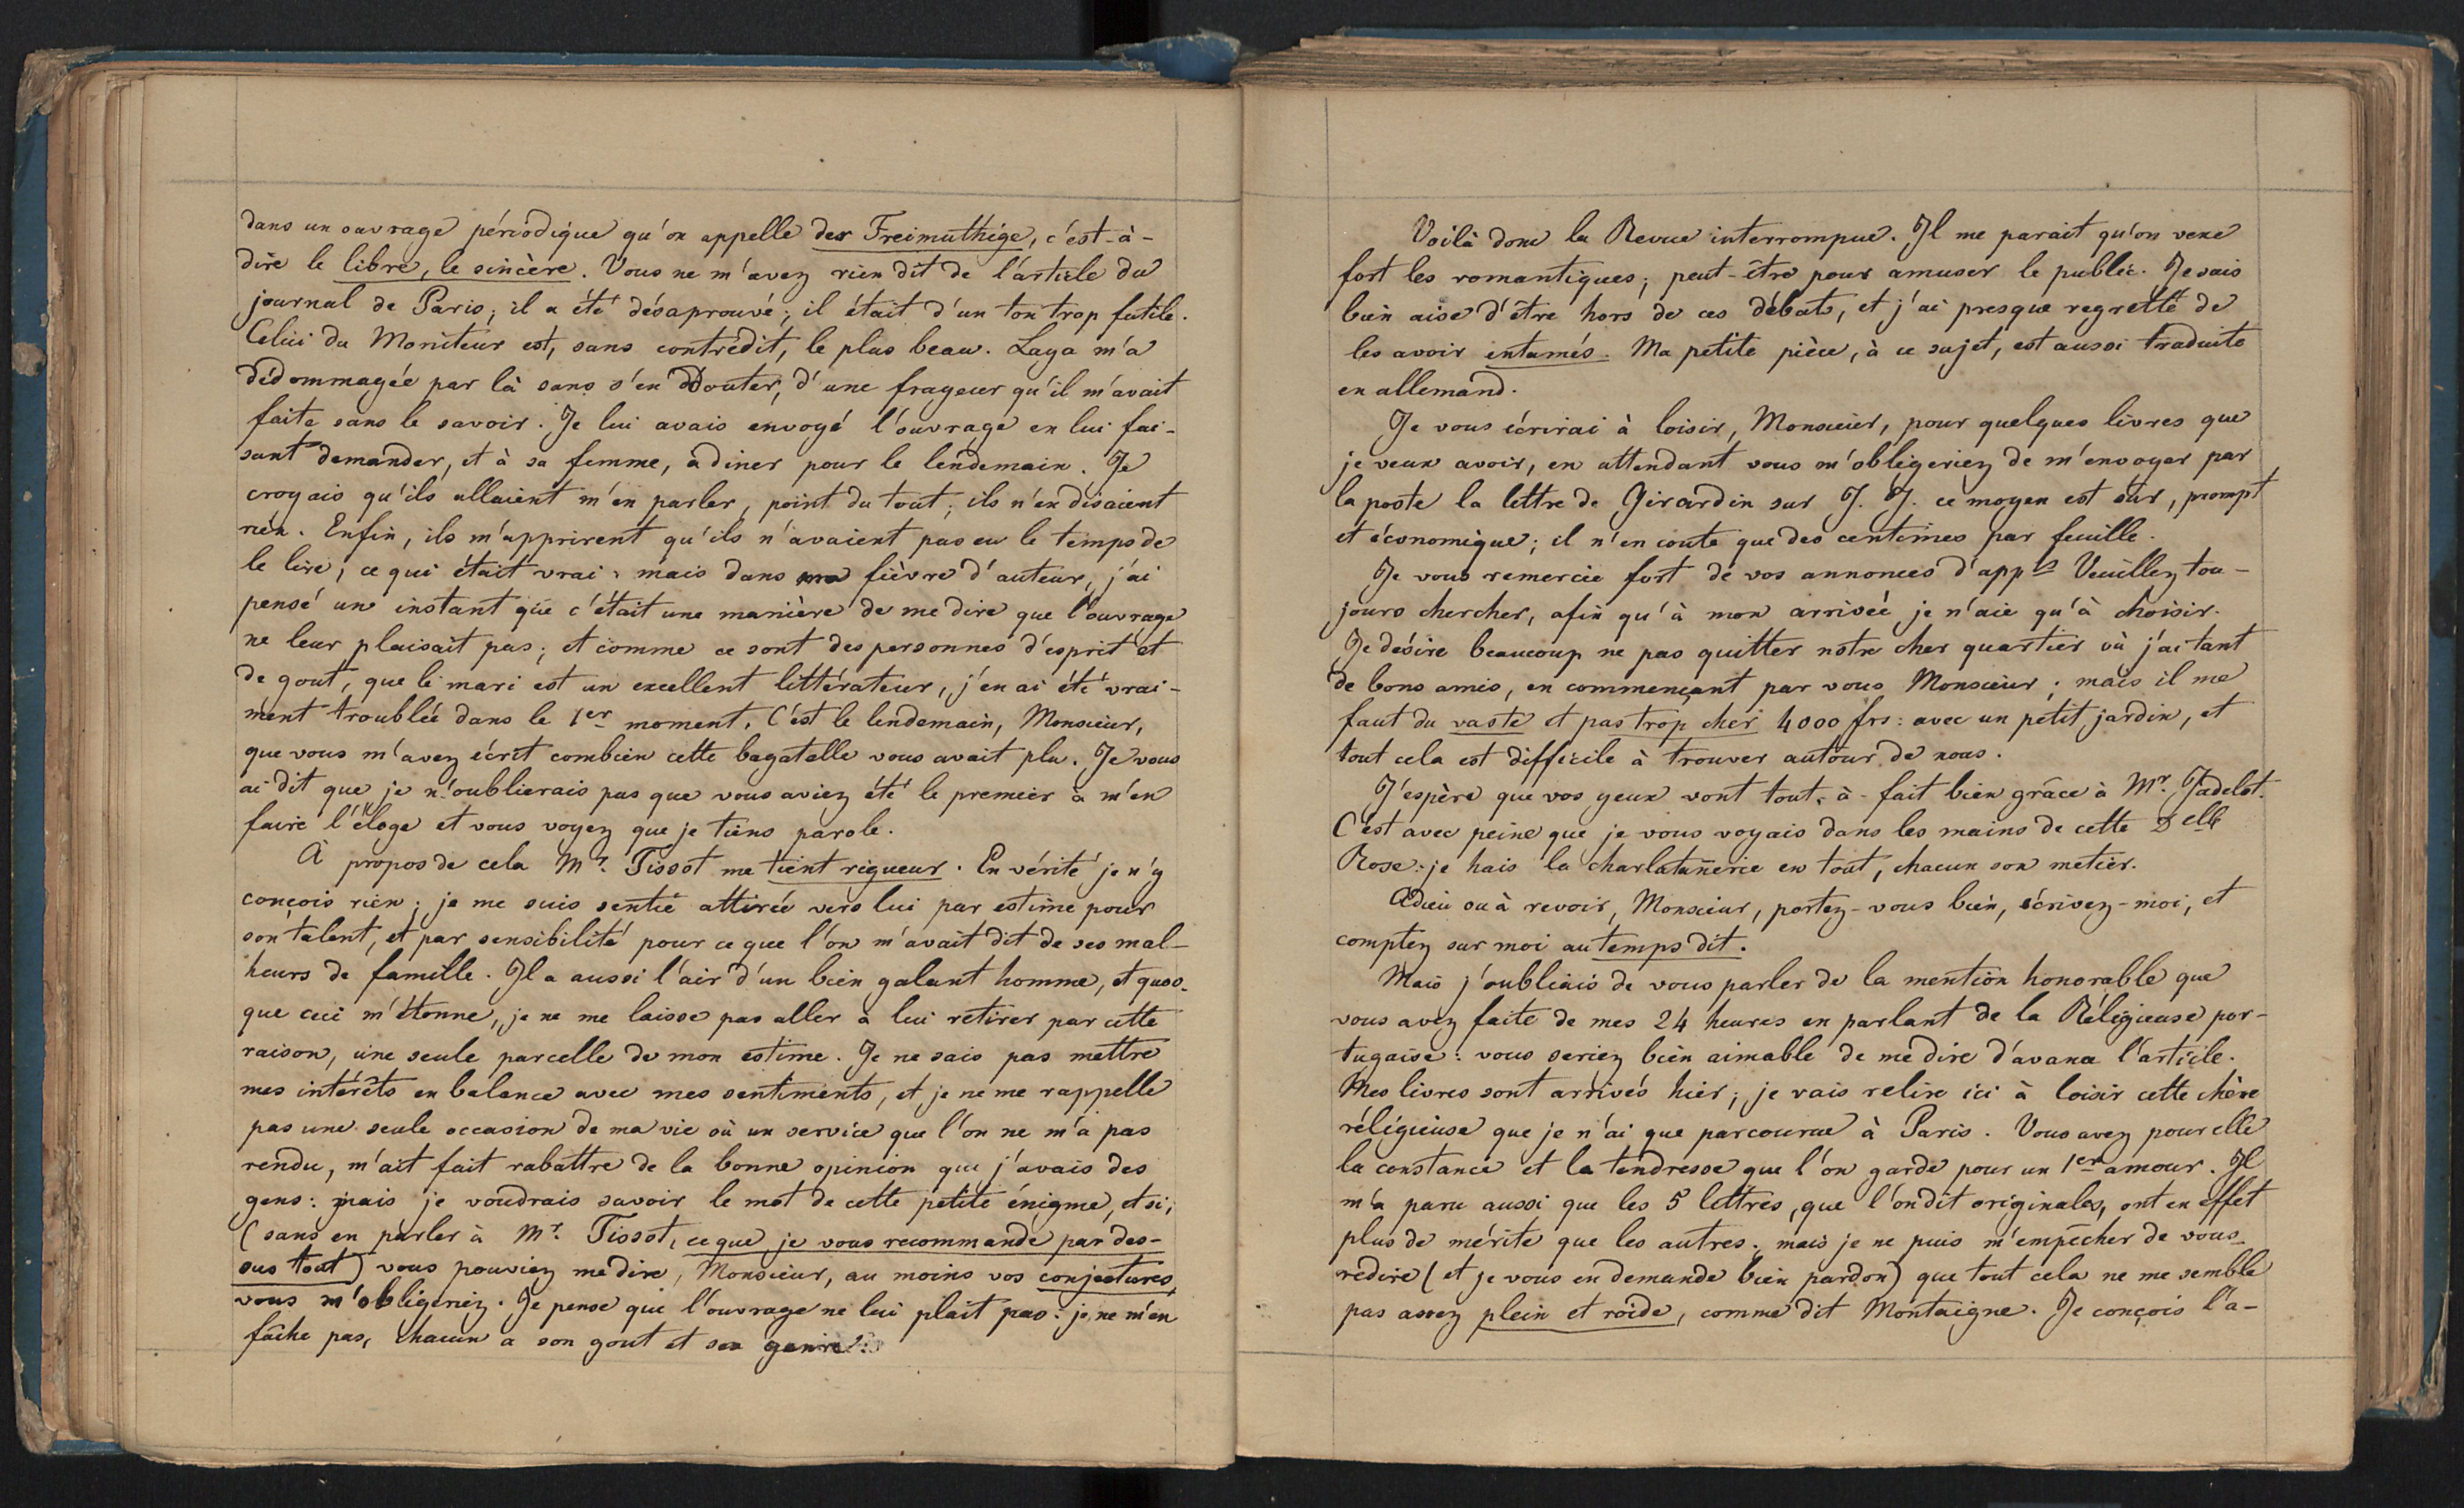 dans un ouvrage périodique qu'on appelle der Freimuthige, c'est-à-
dire le libre, le sincère. Vous ne m'avez rien dit de l'article du
journal de Paris; il a été désaprouvé; il était d'un ton trop futile.
Celui du Moniteur est, sans contrédit, le plus beau. Laya m'a
dédommagée par là sans s'en douter, d'une frayeur qu'il m'avait
faite sans le savoir. Je lui avais envoyé l'ouvrage en lui fai-
sant demander, et à sa femme, à diner pour le lendemain. Je
croyais qu'ils allaient m'en parler, point du tout; ils n'en disaient
rien. Enfin, ils m'apprirent qu'ils n'avaient pas eu le temps de
le lire; ce qui était vrai; mais dans ma fièvre d'auteur, j'ai
pensé un instant que c'était une manière de me dire que l'ouvrage
ne leur plaisait pas; et comme ce sont des personnes d'esprit et
de gout, que le mari est un excellent littérateur, j'en ai été vrai-
ment troublée dans le 1er moment. C'est le lendemain, Monsieur,
que vous m'avez écrit combien cette bagatelle vous avait plu. Je vous
ai dit que je n'oublierais pas que vous aviez été le premier à m'en
faire l'éloge et vous voyez que je tiens parole.
À propos de cela Mr. Tissot me tient rigueur. En vérité je n'y
conçois rien; je me suis sentie attirée vers lui par estime pour
son talent, et par sensibilité pour ce que l'on m'avait dit de ses mal-
heurs de famille. Il a aussi l'air d'un bien galant homme, et quoi-
que ceci m'étonne, je ne me laisse pas aller à lui retirer par cette
raison, une seule parcelle de mon estime. Je ne sais pas mettre
mes intérêts en balance avec mes sentiments, et je ne me rappelle
pas une seule occasion de ma vie où un service que l'on ne m'a pas
rendu, m'ait fait rabattre de la bonne opinion que j'avais des
gens: mais je voudrais savoir le mot de cette petite énigme, et si,
(sans en parler à Mr. Tissot, ce que je vous recommande par des-
sus tout) vous pouviez me dire, Monsieur, au moins vos conjectures,
vous m'obligeriez. Je pense que l'ouvrage ne lui plait pas: je ne m'en
fâche pas, chacun a son gout et son genre.
Voilà donc la Revue interrompue. Il me parait qu'on vexe
fort les romantiques; peut-être pour amuser le public. Je suis
bien aise d'être hors de ces débats, et j'ai presque regretté de
les avoir entamés. Ma petite pièce, à ce sujet, est aussi traduite
en allemand.
Je vous écrirai à loisir, Monsieur, pour quelques livres que
je veux avoir, en attendant vous m'obligeriez de m'envoyer par
la poste la lettre de Girardin sur J. J. ce moyen est sûr, prompt
et économique; il n'en coute que des centimes par feuille.
Je vous remercie fort de vos annonces d'appts Veuillez tou-
jours chercher, afin qu'à mon arrivée je n'aie qu'à choisir.
Je désire beaucoup ne pas quitter notre cher quartier où j'ai tant
de bons amis, en commençant par vous Monsieur; mais il me
faut du vaste et pas trop cher 4000 frs: avec un petit jardin, et
tout cela est difficile à trouver autour de nous.
J'espère que vos yeux vont tout-à-fait bien grâce à Mr. Jadelot.
C'est avec peine que je vous voyais dans les mains de cette Delle
Rose: je hais la charlatanerie en tout, chacun son metier.
Adieu ou à revoir, Monsieur, portez-vous bien, écrivez-moi, et
comptez sur moi au temps dit.
Mais j'oubliais de vous parler de la mention honorable que
vous avez faite de mes 24 heures en parlant de la Réligieuse por-
tugaise: vous seriez bien aimable de me dire d'avance l'article.
Mes livres sont arrivés hier; je vais relire ici à loisir cette chère
réligieuse que je n'ai que parcourue à Paris. Vous avez pour elle
la constance et la tendresse que l'on garde pour un 1er amour. Il
m'a paru aussi que les 5 lettres, que l'on dit originales, ont en effet
plus de mérite que les autres; mais je ne puis m'empêcher de vous
redire (et je vous en demande bien pardon) que tout cela ne me semble
pas assez plein et roide, comme dit Montaigne. Je conçois l'a-